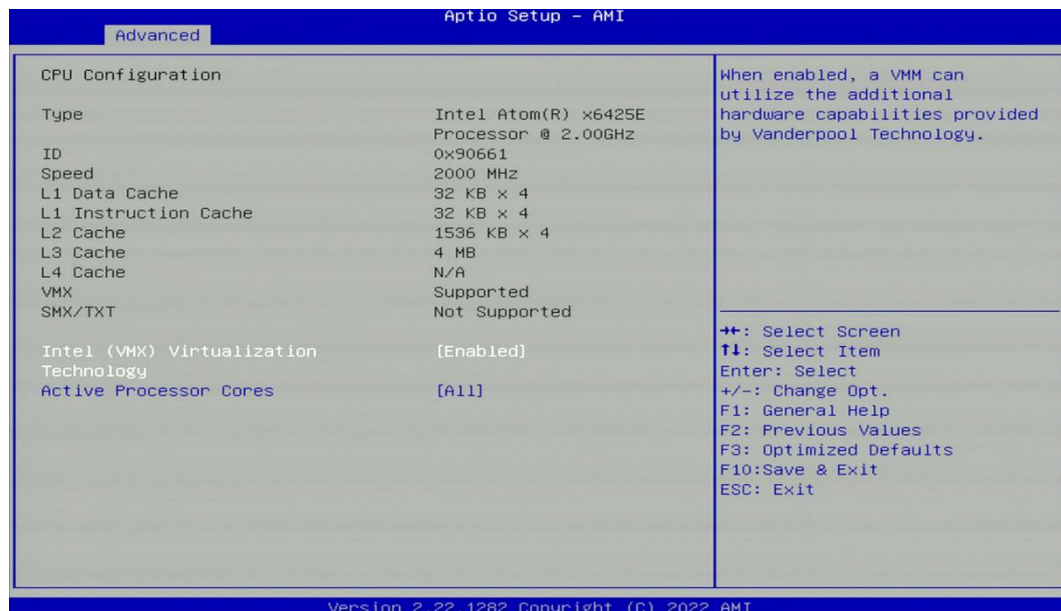 Aptio Setup – AMI
Advanced
CPU Configuration
Type Intel Atom(R) x6425E
Processor @ 2.00GHz
ID 0x90661
Speed 2000 MHz
L1 Data Cache 32 KB x 4
L1 Instruction Cache 32 KB x 4
L2 Cache 1536 KB x 4
L3 Cache 4 MB
L4 Cache N/A
VMX Supported
SMX/TXT Not Supported
Intel (VMX) Virtualization [Enabled]
Technology
Active Processor Cores [All]
When enabled, a VMM can
utilize the additional
hardware capabilities provided
by Vanderpool Technology.
→←: Select Screen
↑↓: Select Item
Enter: Select
+/-: Change Opt.
F1: General Help
F2: Previous Values
F3: Optimized Defaults
F10:Save & Exit
ESC: Exit
Version 2.22.1282 Copyright (C) 2022 AMI